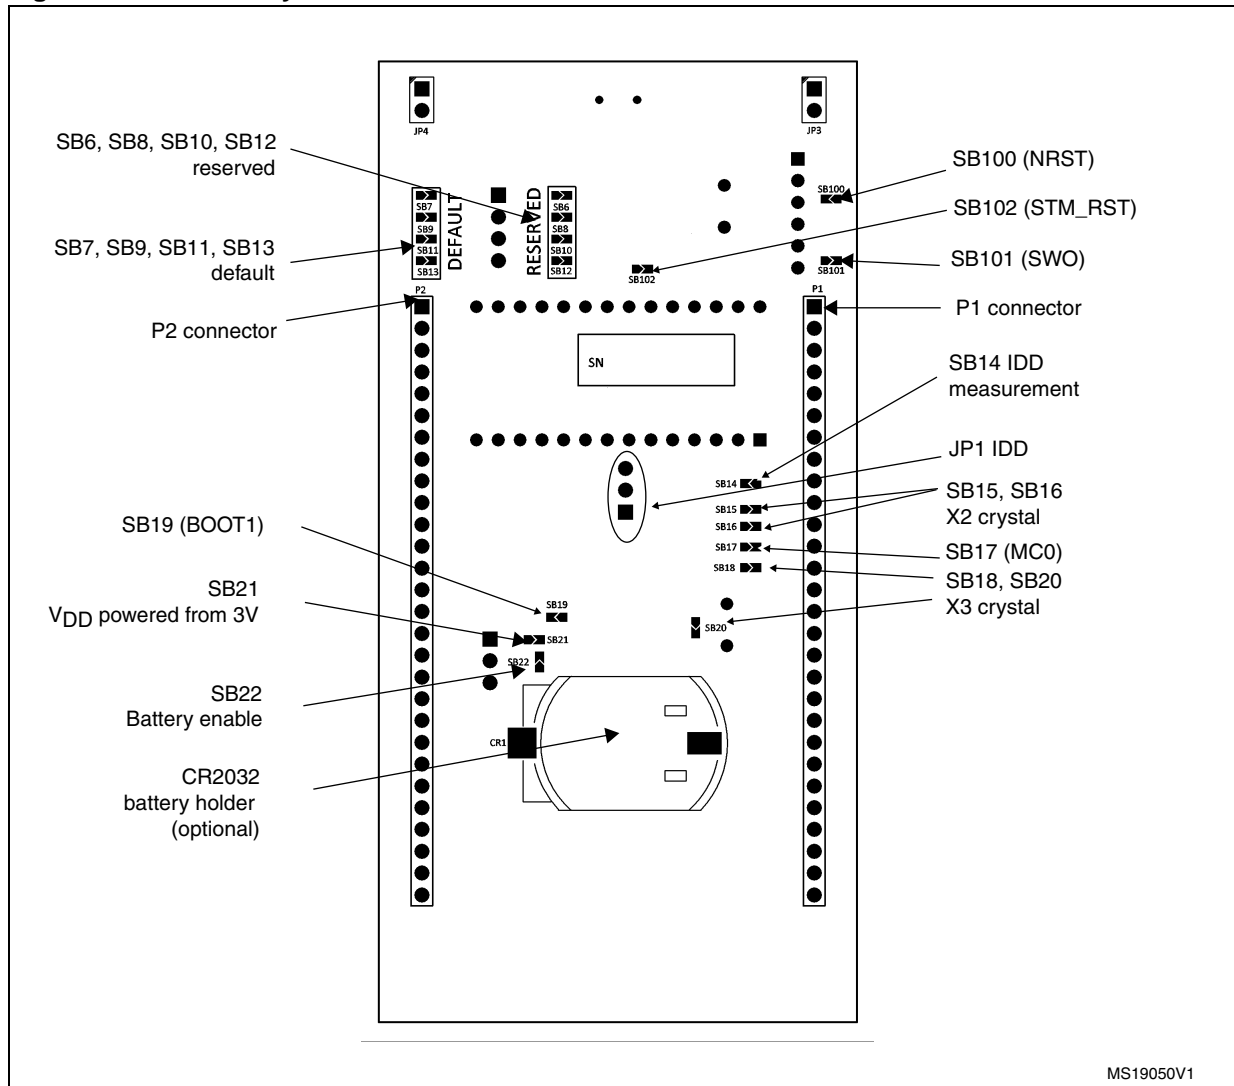 JP4
JP3
SB6, SB8, SB10, SB12
reserved
SB7, SB9, SB11, SB13
default
P2 connector
SB7
SB9
SB11
SB13
DEFAULT
RESERVED
SB6
SB8
SB10
SB12
SB102
SB100
SB101
SB100 (NRST)
SB102 (STM_RST)
SB101 (SWO)
P1 connector
P2
P1
SN
SB14 IDD
measurement
JP1 IDD
SB15, SB16
X2 crystal
SB17 (MC0)
SB18, SB20
X3 crystal
SB14
SB15
SB16
SB17
SB18
SB19 (BOOT1)
SB21
VDD powered from 3V
SB22
Battery enable
CR2032
battery holder
(optional)
SB19
SB21
SB22
SB20
CR1
MS19050V1